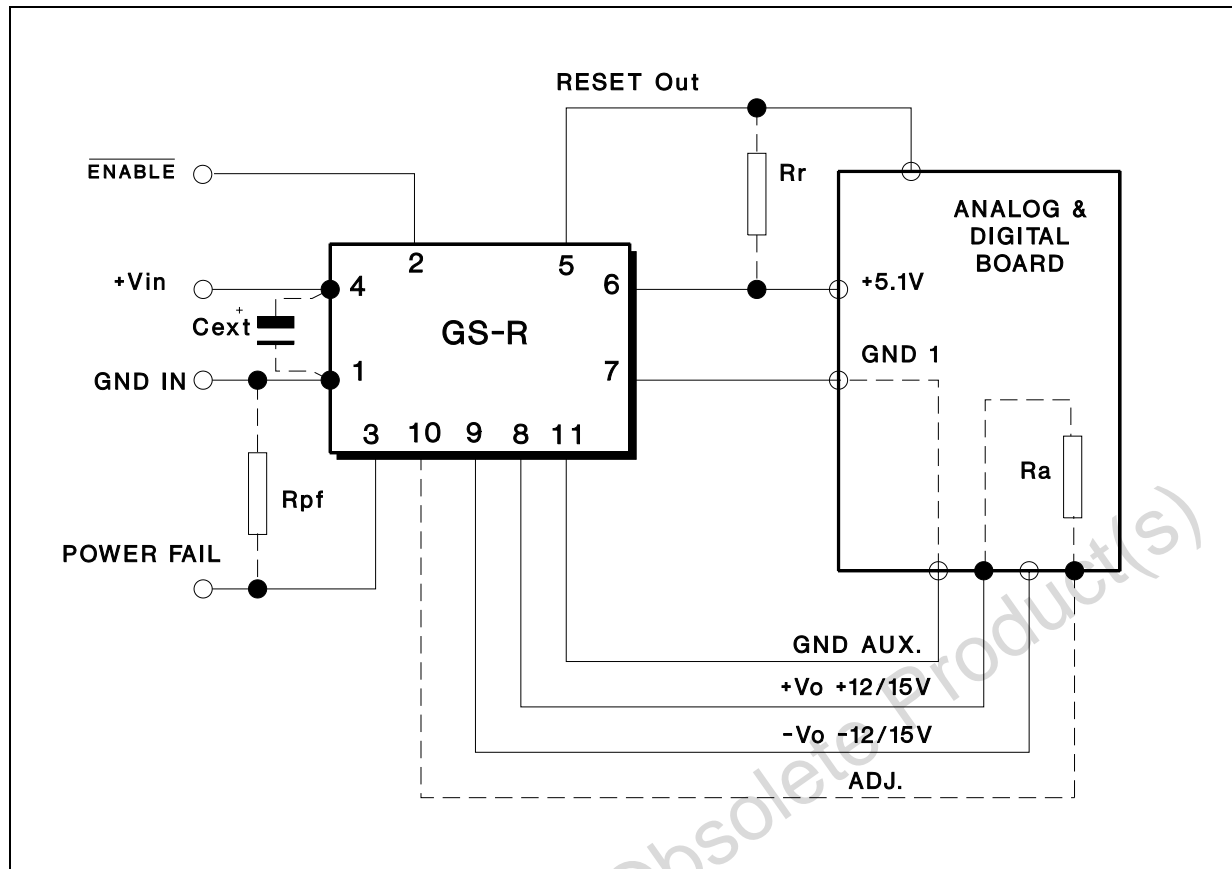 RESET Out
ENABLE
Rr
ANALOG &
DIGITAL
BOARD
2
5
+Vin
4
6
+5.1V
+
Cext
GS-R
GND IN
1
7
GND 1
3 10 9 8 11
Rpf
Ra
POWER FAIL
GND AUX.
+Vo +12/15V
-Vo -12/15V
ADJ.
Obsolete Product(s)